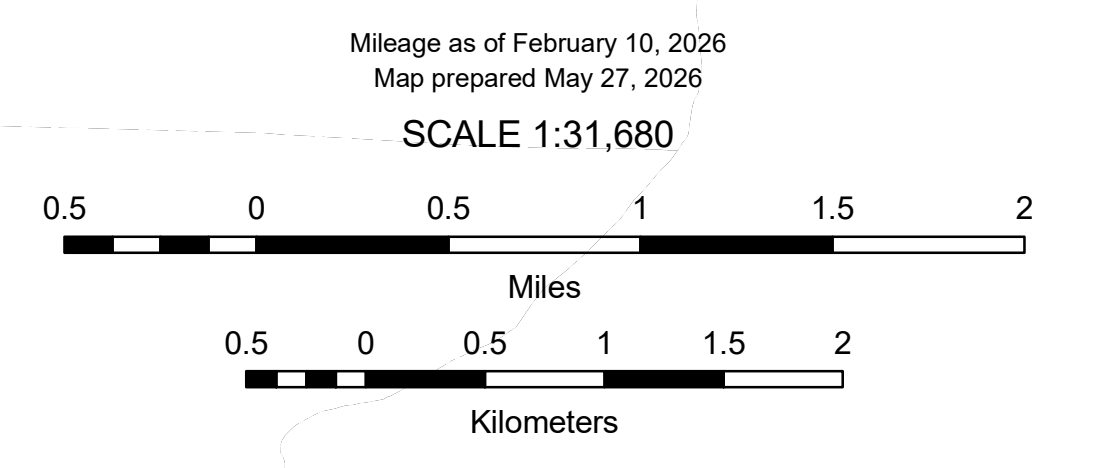 Mileage as of February 10, 2026
Map prepared May 27, 2026
SCALE 1:31,680
0.5 0 0.5 1 1.5 2
Miles
0.5 0 0.5 1 1.5 2
Kilometers